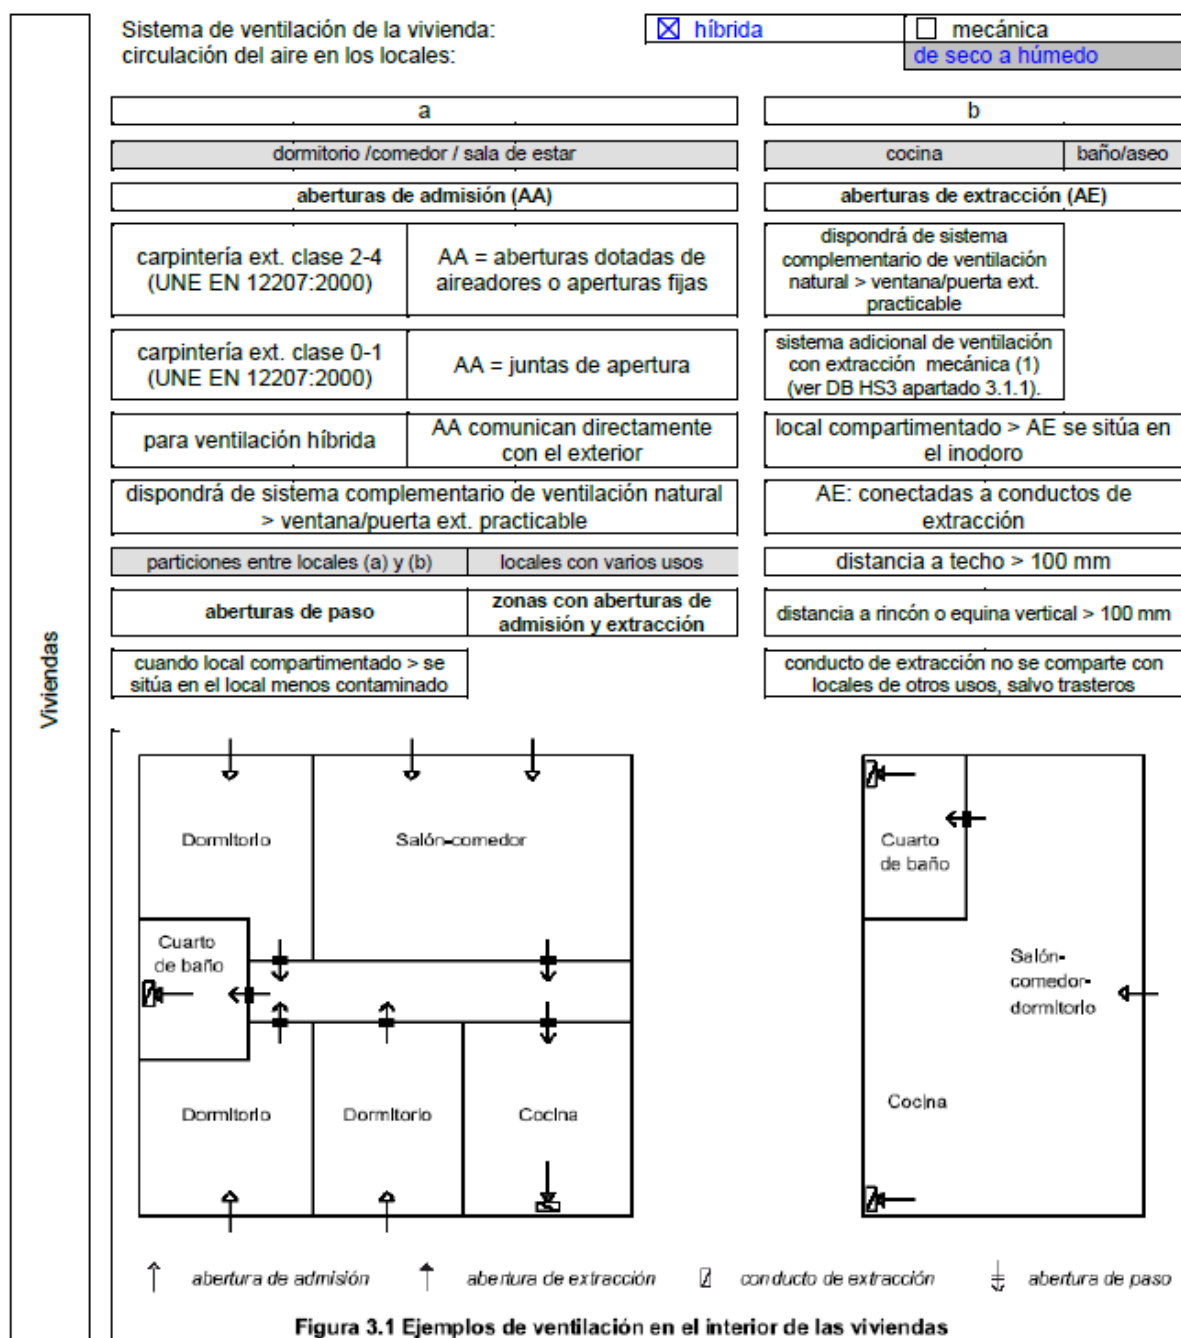 Sistema de ventilación de la vivienda:
híbrida
mecánica
circulación del aire en los locales:
de seco a húmedo
a
b
dormitorio /comedor / sala de estar
cocina
baño/aseo
aberturas de admisión (AA)
aberturas de extracción (AE)
carpintería ext. clase 2-4
(UNE EN 12207:2000)
AA = aberturas dotadas de
aireadores o aperturas fijas
dispondrá de sistema
complementario de ventilación
natural > ventana/puerta ext.
practicable
carpintería ext. clase 0-1
(UNE EN 12207:2000)
AA = juntas de apertura
sistema adicional de ventilación
con extracción mecánica (1)
(ver DB HS3 apartado 3.1.1).
para ventilación híbrida
AA comunican directamente
con el exterior
local compartimentado > AE se sitúa en
el inodoro
dispondrá de sistema complementario de ventilación natural
> ventana/puerta ext. practicable
AE: conectadas a conductos de
extracción
particiones entre locales (a) y (b)
locales con varios usos
distancia a techo > 100 mm
aberturas de paso
zonas con aberturas de
admisión y extracción
distancia a rincón o equina vertical > 100 mm
cuando local compartimentado > se
sitúa en el local menos contaminado
conducto de extracción no se comparte con
locales de otros usos, salvo trasteros
Viviendas
Dormitorio
Salón-comedor
Cuarto
de baño
Dormitorio
Dormitorio
Cocina
Cuarto
de baño
Salón-
comedor-
dormitorio
Cocina
abertura de admisión
abertura de extracción
conducto de extracción
abertura de paso
Figura 3.1 Ejemplos de ventilación en el interior de las viviendas